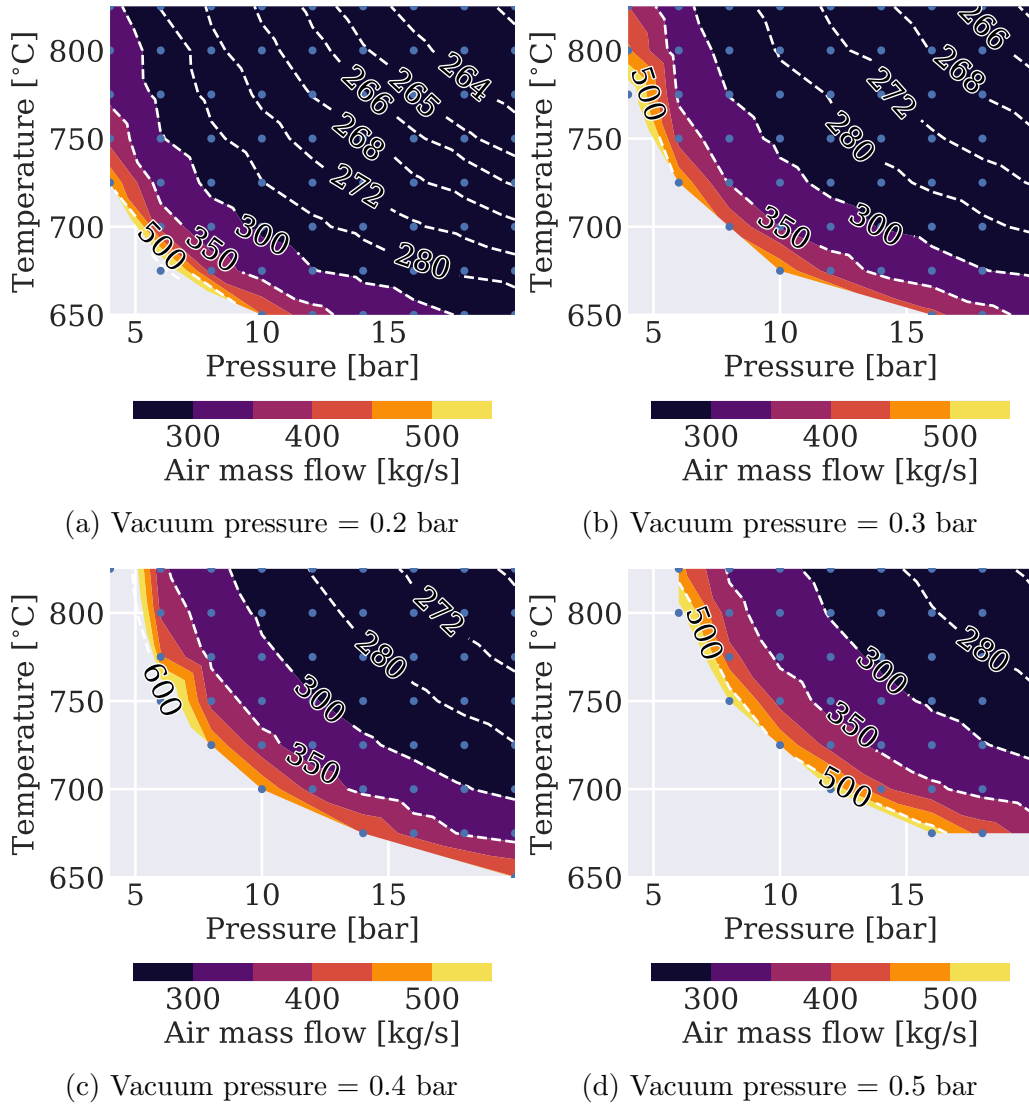 Temperature [°C]
800
750
700
650
264
265
266
268
272
280
300
350
500
5 10 15
Pressure [bar]
300 400 500
Air mass flow [kg/s]
(a) Vacuum pressure = 0.2 bar
Temperature [°C]
800
750
700
650
266
268
272
280
300
350
500
5 10 15
Pressure [bar]
300 400 500
Air mass flow [kg/s]
(b) Vacuum pressure = 0.3 bar
Temperature [°C]
800
750
700
650
272
280
300
350
600
5 10 15
Pressure [bar]
300 400 500
Air mass flow [kg/s]
(c) Vacuum pressure = 0.4 bar
Temperature [°C]
800
750
700
650
280
300
350
500
500
5 10 15
Pressure [bar]
300 400 500
Air mass flow [kg/s]
(d) Vacuum pressure = 0.5 bar